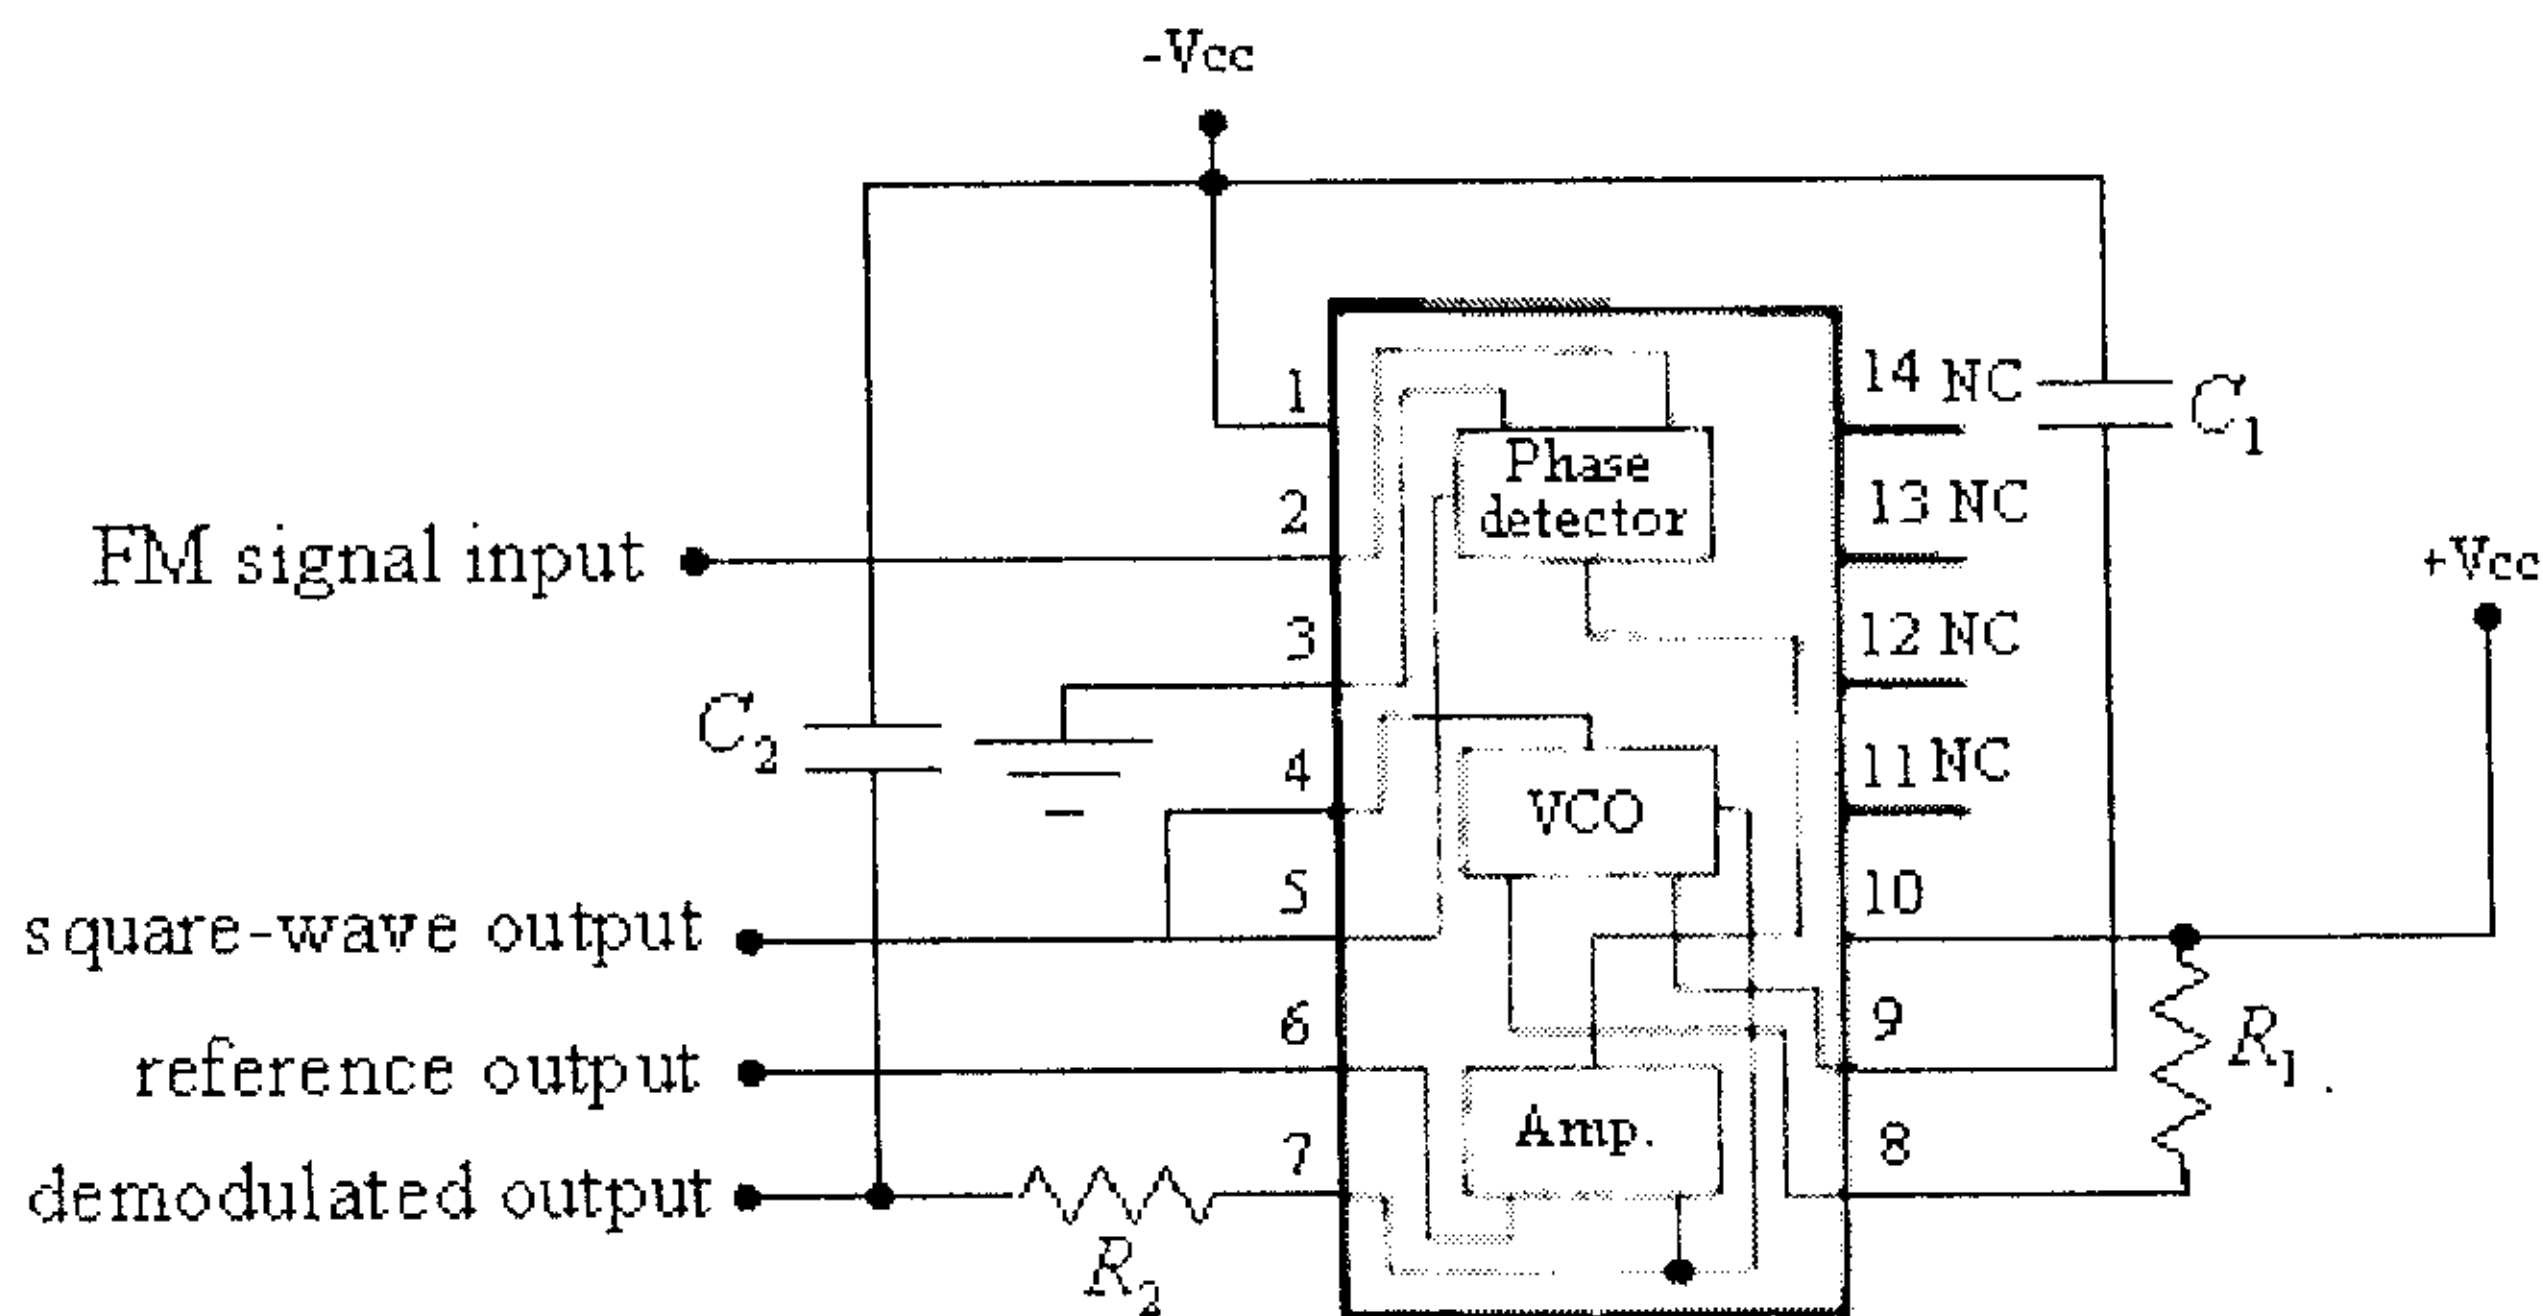 -Vcc
1
14 NC
C1
Phase
detector
2
13 NC
FM signal input
+Vcc
3
12 NC
C2
4
11 NC
VCO
5
10
square-wave output
6
9
R1
reference output
Amp.
7
8
demodulated output
R2